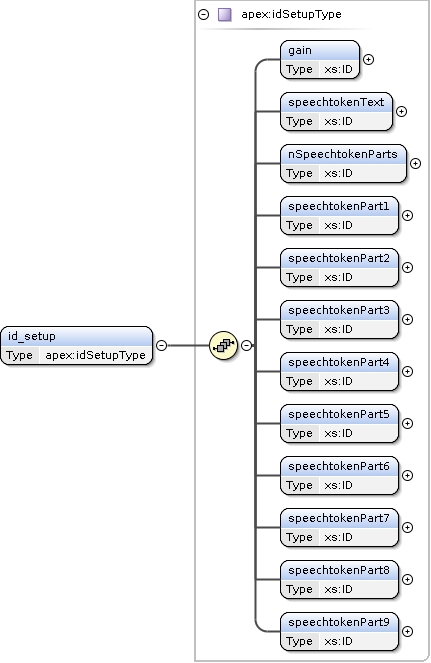 apex:idSetupType
gain
Type xs:ID
speechtokenText
Type xs:ID
nSpeechtokenParts
Type xs:ID
speechtokenPart1
Type xs:ID
speechtokenPart2
Type xs:ID
speechtokenPart3
Type xs:ID
id_setup
Type apex:idSetupType
speechtokenPart4
Type xs:ID
speechtokenPart5
Type xs:ID
speechtokenPart6
Type xs:ID
speechtokenPart7
Type xs:ID
speechtokenPart8
Type xs:ID
speechtokenPart9
Type xs:ID